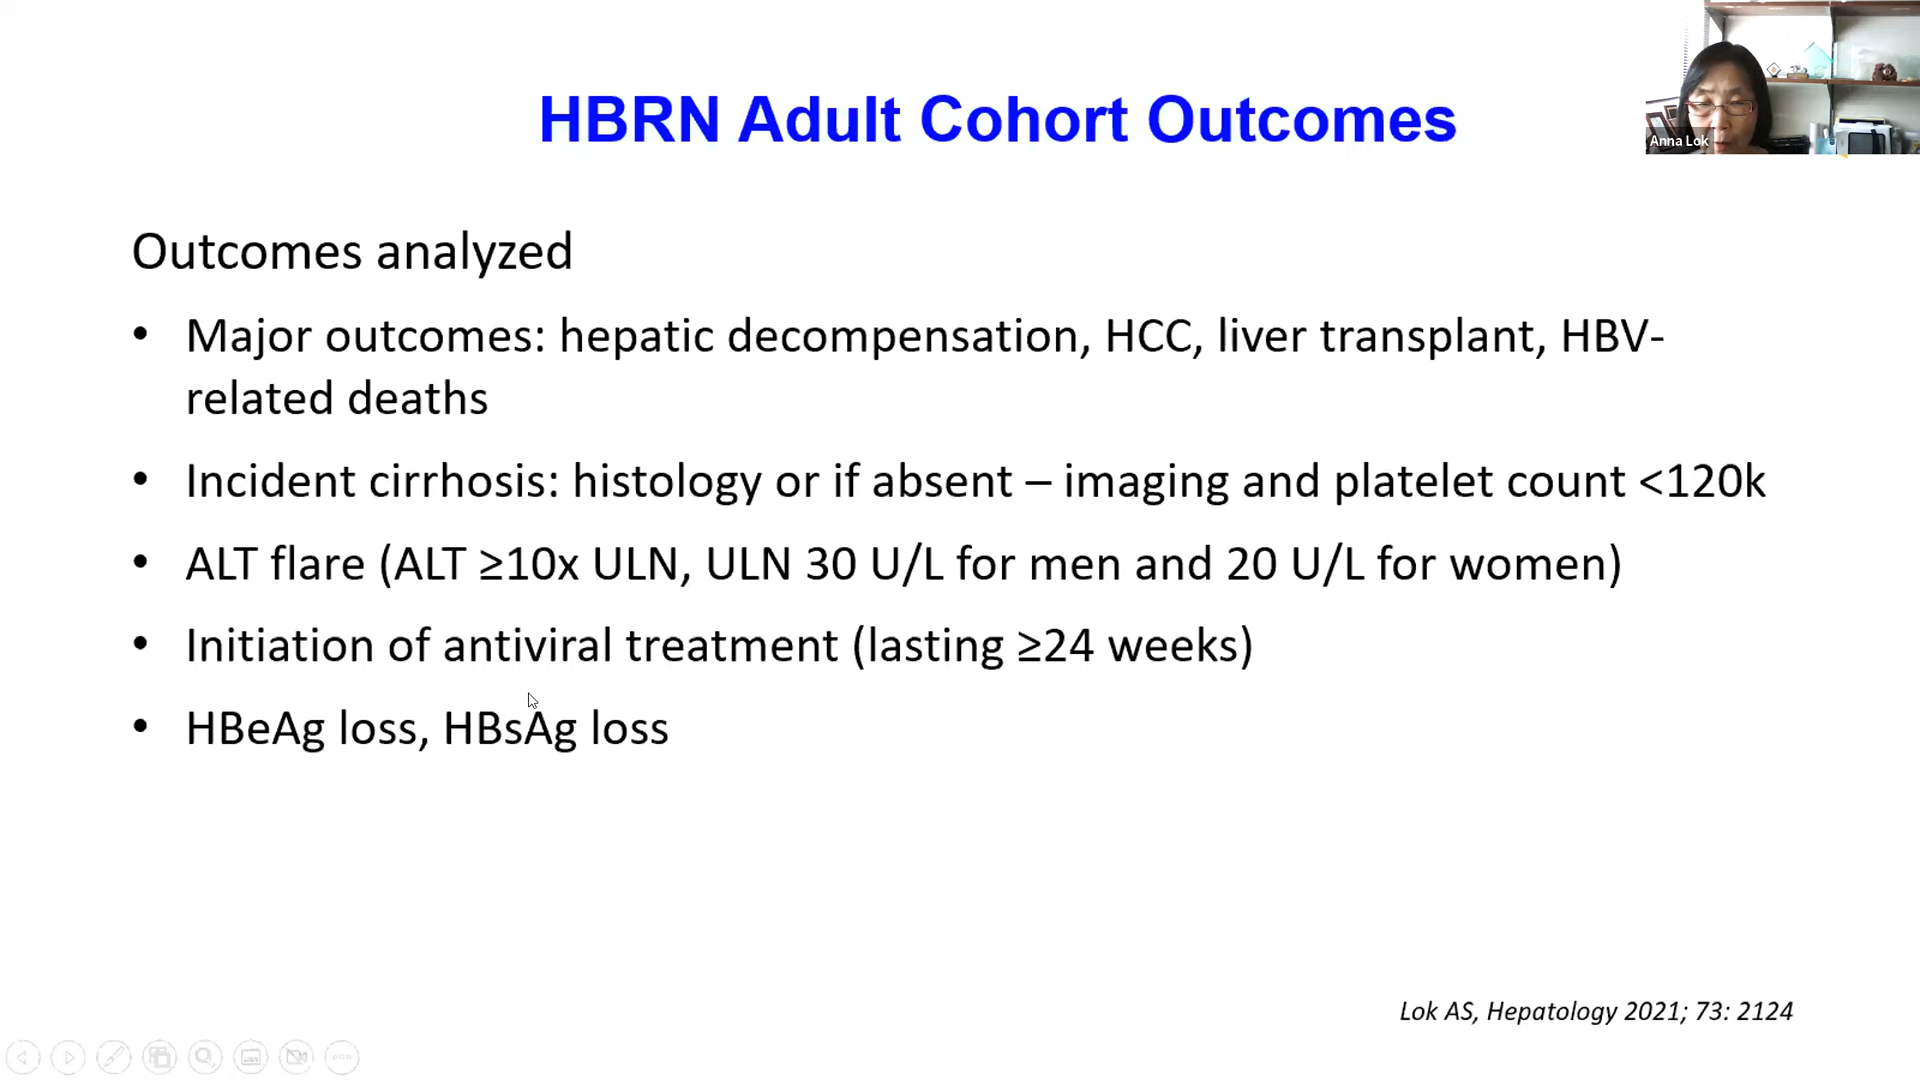 HBRN Adult Cohort Outcomes
Anna Lok
Outcomes analyzed
• Major outcomes: hepatic decompensation, HCC, liver transplant, HBV-
related deaths
• Incident cirrhosis: histology or if absent – imaging and platelet count <120k
• ALT flare (ALT ≥10x ULN, ULN 30 U/L for men and 20 U/L for women)
• Initiation of antiviral treatment (lasting ≥24 weeks)
• HBeAg loss, HBsAg loss
Lok AS, Hepatology 2021; 73: 2124